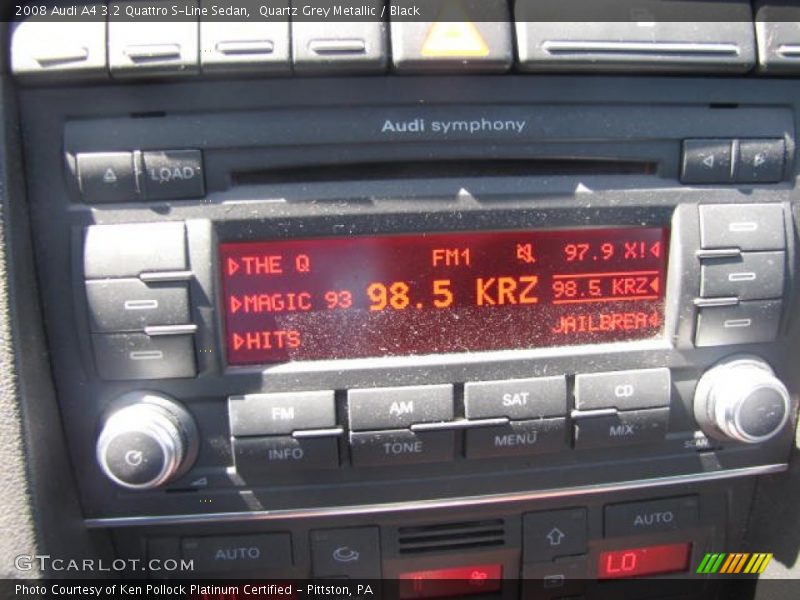 2008 Audi A4 3.2 Quattro S-Line Sedan, Quartz Grey Metallic / Black
Audi symphony
LOAD
THE Q FM1 97.9 X!
MAGIC 93 98.5 KRZ 98.5 KRZ
HITS JAILBREA
FM AM SAT CD
INFO TONE MENU MIX
SCAN
AUTO AUTO
LO
GTCARLOT.COM
Photo Courtesy of Ken Pollock Platinum Certified - Pittston, PA